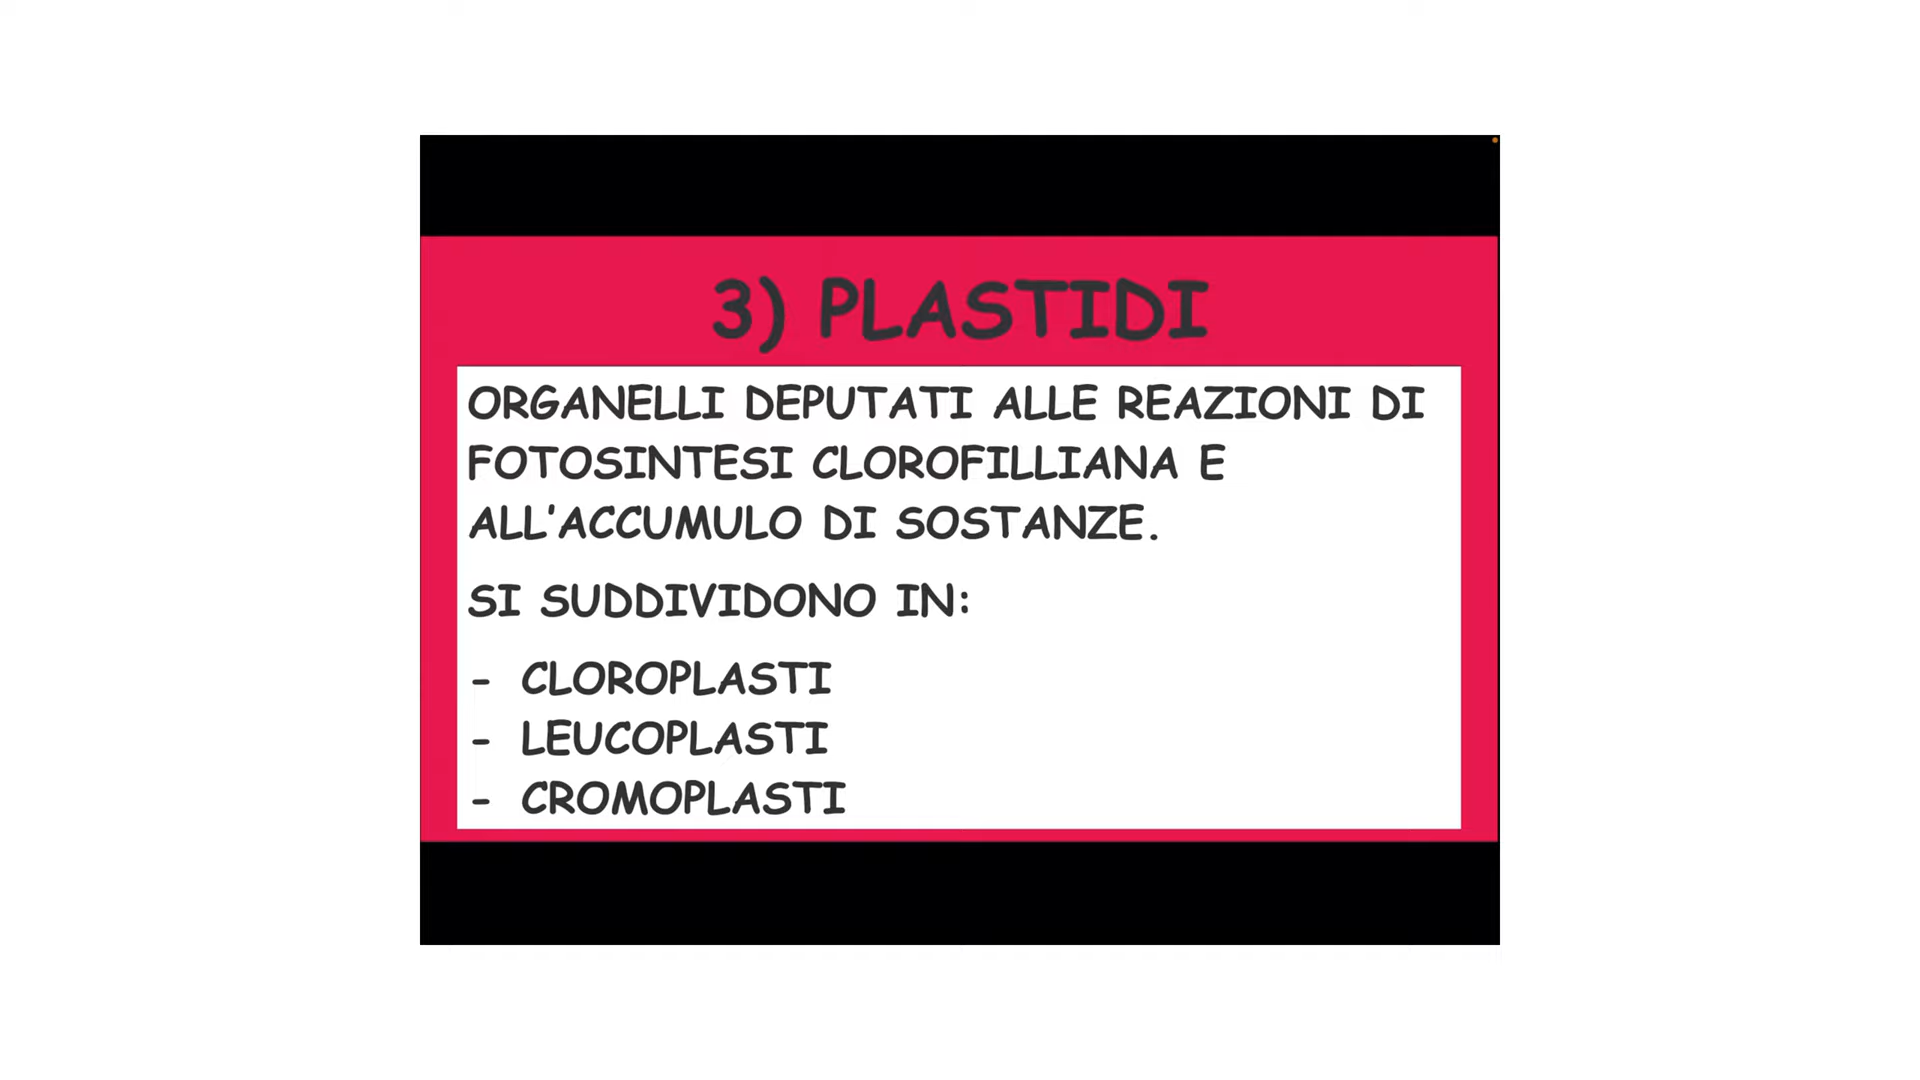 3) PLASTIDI
ORGANELLI DEPUTATI ALLE REAZIONI DI
FOTOSINTESI CLOROFILLIANA E
ALL'ACCUMULO DI SOSTANZE.
SI SUDDIVIDONO IN:
- CLOROPLASTI
- LEUCOPLASTI
- CROMOPLASTI